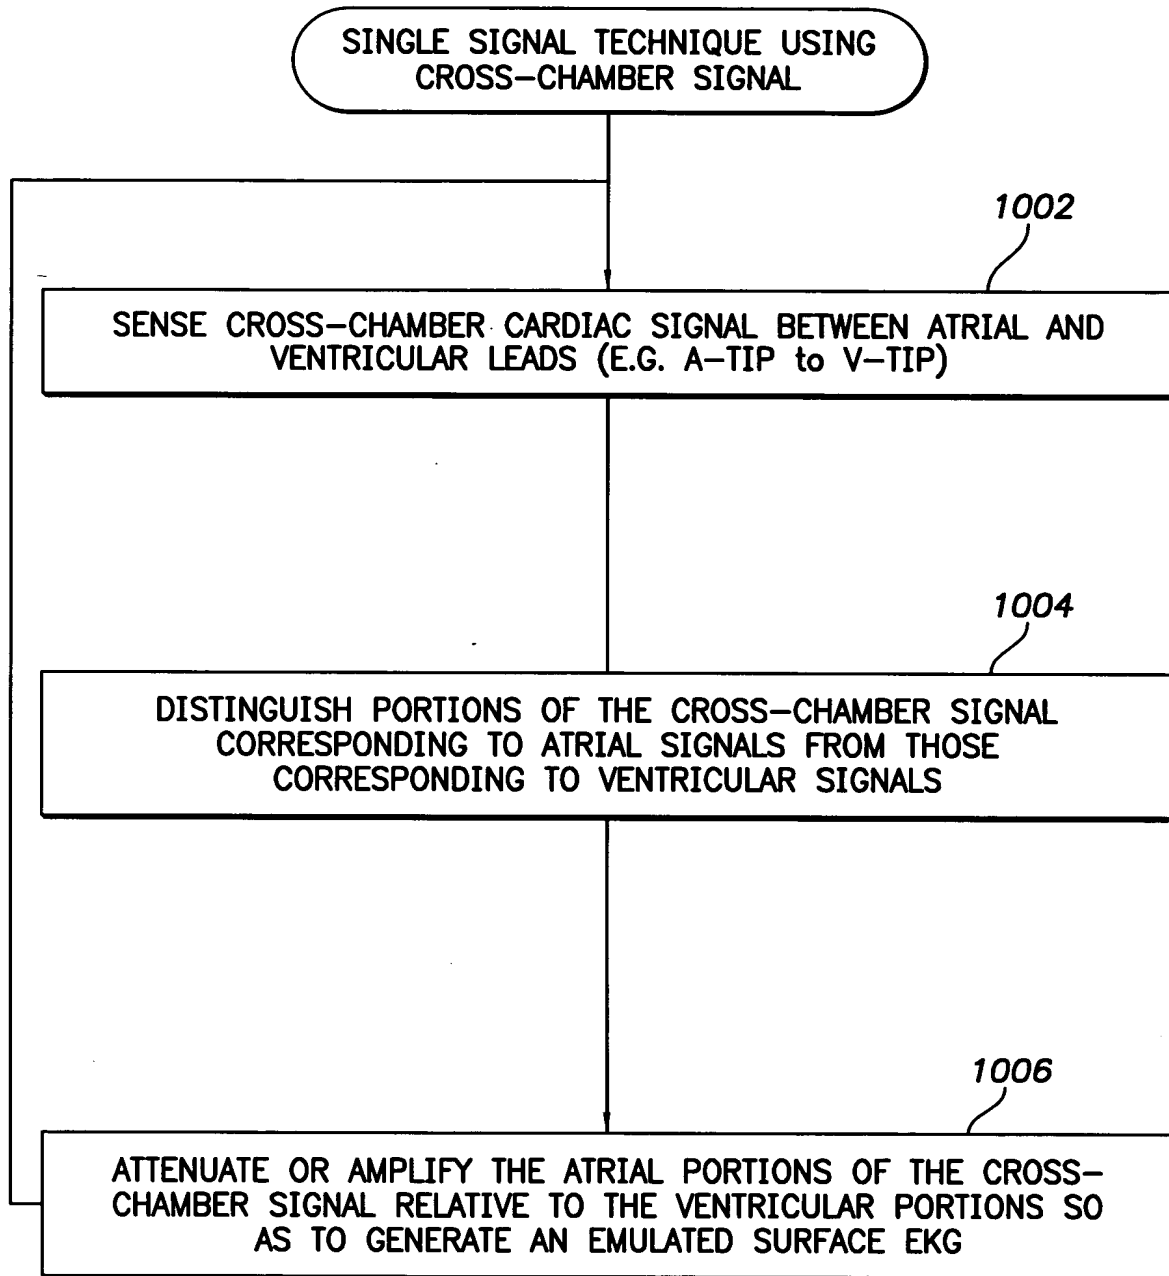 SINGLE SIGNAL TECHNIQUE USING
CROSS-CHAMBER SIGNAL
1002
SENSE CROSS-CHAMBER CARDIAC SIGNAL BETWEEN ATRIAL AND
VENTRICULAR LEADS (E.G. A-TIP to V-TIP)
1004
DISTINGUISH PORTIONS OF THE CROSS-CHAMBER SIGNAL
CORRESPONDING TO ATRIAL SIGNALS FROM THOSE
CORRESPONDING TO VENTRICULAR SIGNALS
1006
ATTENUATE OR AMPLIFY THE ATRIAL PORTIONS OF THE CROSS-
CHAMBER SIGNAL RELATIVE TO THE VENTRICULAR PORTIONS SO
AS TO GENERATE AN EMULATED SURFACE EKG